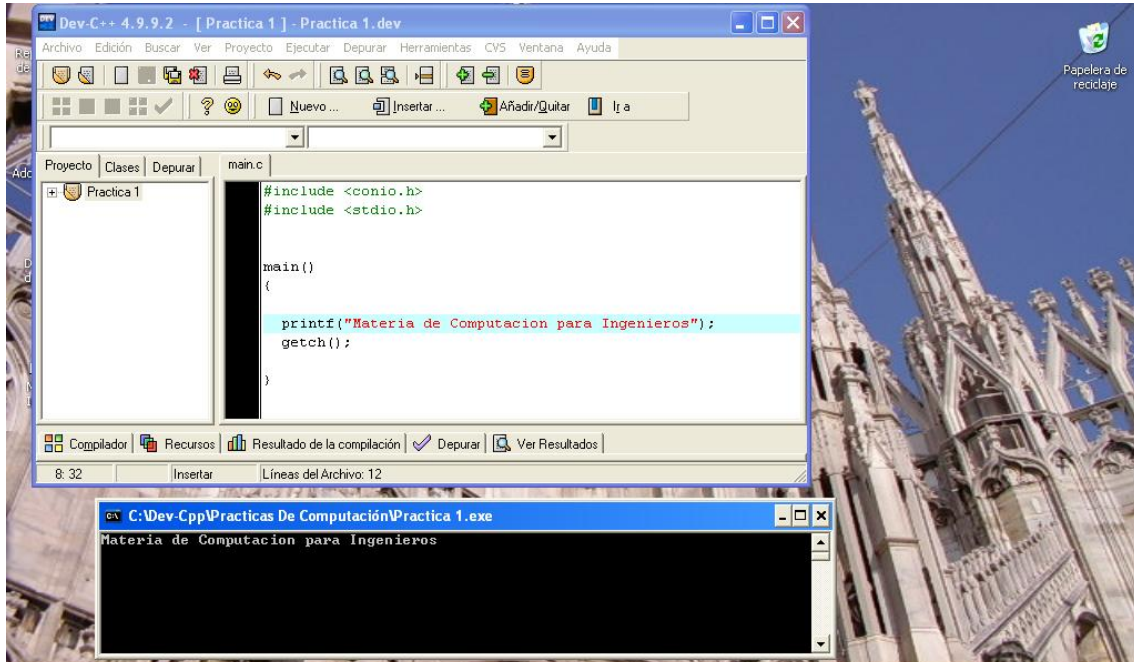 Dev-C++ 4.9.9.2 - [ Practica 1 ] - Practica 1.dev
Archivo Edición Buscar Ver Proyecto Ejecutar Depurar Herramientas CVS Ventana Ayuda
Nuevo ... Insertar ... Añadir/Quitar Ir a
Proyecto Clases Depurar main.c
Practica 1
#include <conio.h>
#include <stdio.h>
main()
{
printf("Materia de Computacion para Ingenieros");
getch();
}
Compilador Recursos Resultado de la compilación Depurar Ver Resultados
8: 32 Insertar Líneas del Archivo: 12
C:\Dev-Cpp\Practicas De Computación\Practica 1.exe
Materia de Computacion para Ingenieros
Papelera de
reciclaje